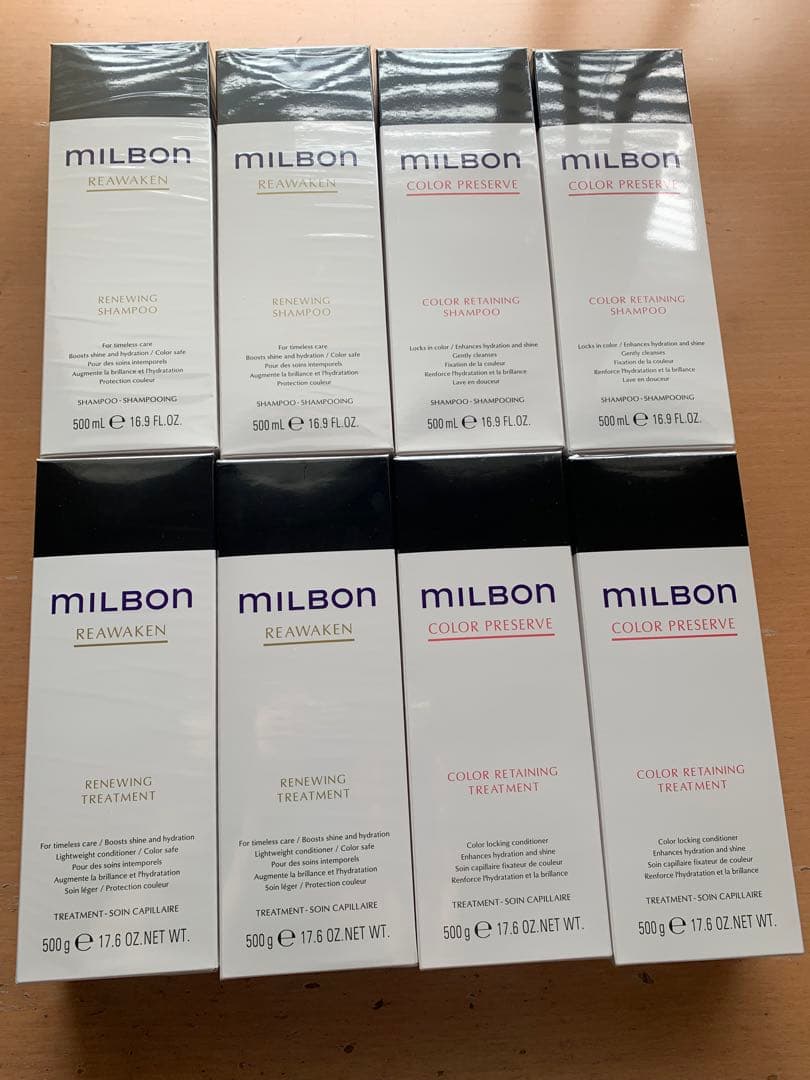 milbon
REAWAKEN
RENEWING
SHAMPOO
For timeless care
Boosts shine and hydration / Color safe
Pour des soins intemporels
Augmente la brillance et l'hydratation
Protection couleur
SHAMPOO - SHAMPOOING
500 mL ℮ 16.9 FL.OZ.
milbon
REAWAKEN
RENEWING
SHAMPOO
For timeless care
Boosts shine and hydration / Color safe
Pour des soins intemporels
Augmente la brillance et l'hydratation
Protection couleur
SHAMPOO - SHAMPOOING
500 mL ℮ 16.9 FL.OZ.
milbon
COLOR PRESERVE
COLOR RETAINING
SHAMPOO
Locks in color / Enhances hydration and shine
Gently cleanses
Fixation de la couleur
Renforce l'hydratation et la brillance
Lave en douceur
SHAMPOO - SHAMPOOING
500 mL ℮ 16.9 FL.OZ.
milbon
COLOR PRESERVE
COLOR RETAINING
SHAMPOO
Locks in color / Enhances hydration and shine
Gently cleanses
Fixation de la couleur
Renforce l'hydratation et la brillance
Lave en douceur
SHAMPOO - SHAMPOOING
500 mL ℮ 16.9 FL.OZ.
milbon
REAWAKEN
RENEWING
TREATMENT
For timeless care / Boosts shine and hydration
Lightweight conditioner / Color safe
Pour des soins intemporels
Augmente la brillance et l'hydratation
Soin léger / Protection couleur
TREATMENT - SOIN CAPILLAIRE
500 g ℮ 17.6 OZ.NET WT.
milbon
REAWAKEN
RENEWING
TREATMENT
For timeless care / Boosts shine and hydration
Lightweight conditioner / Color safe
Pour des soins intemporels
Augmente la brillance et l'hydratation
Soin léger / Protection couleur
TREATMENT - SOIN CAPILLAIRE
500 g ℮ 17.6 OZ.NET WT.
milbon
COLOR PRESERVE
COLOR RETAINING
TREATMENT
Color locking conditioner
Enhances hydration and shine
Soin capillaire fixateur de couleur
Renforce l'hydratation et la brillance
TREATMENT - SOIN CAPILLAIRE
500 g ℮ 17.6 OZ.NET WT.
milbon
COLOR PRESERVE
COLOR RETAINING
TREATMENT
Color locking conditioner
Enhances hydration and shine
Soin capillaire fixateur de couleur
Renforce l'hydratation et la brillance
TREATMENT - SOIN CAPILLAIRE
500 g ℮ 17.6 OZ.NET WT.